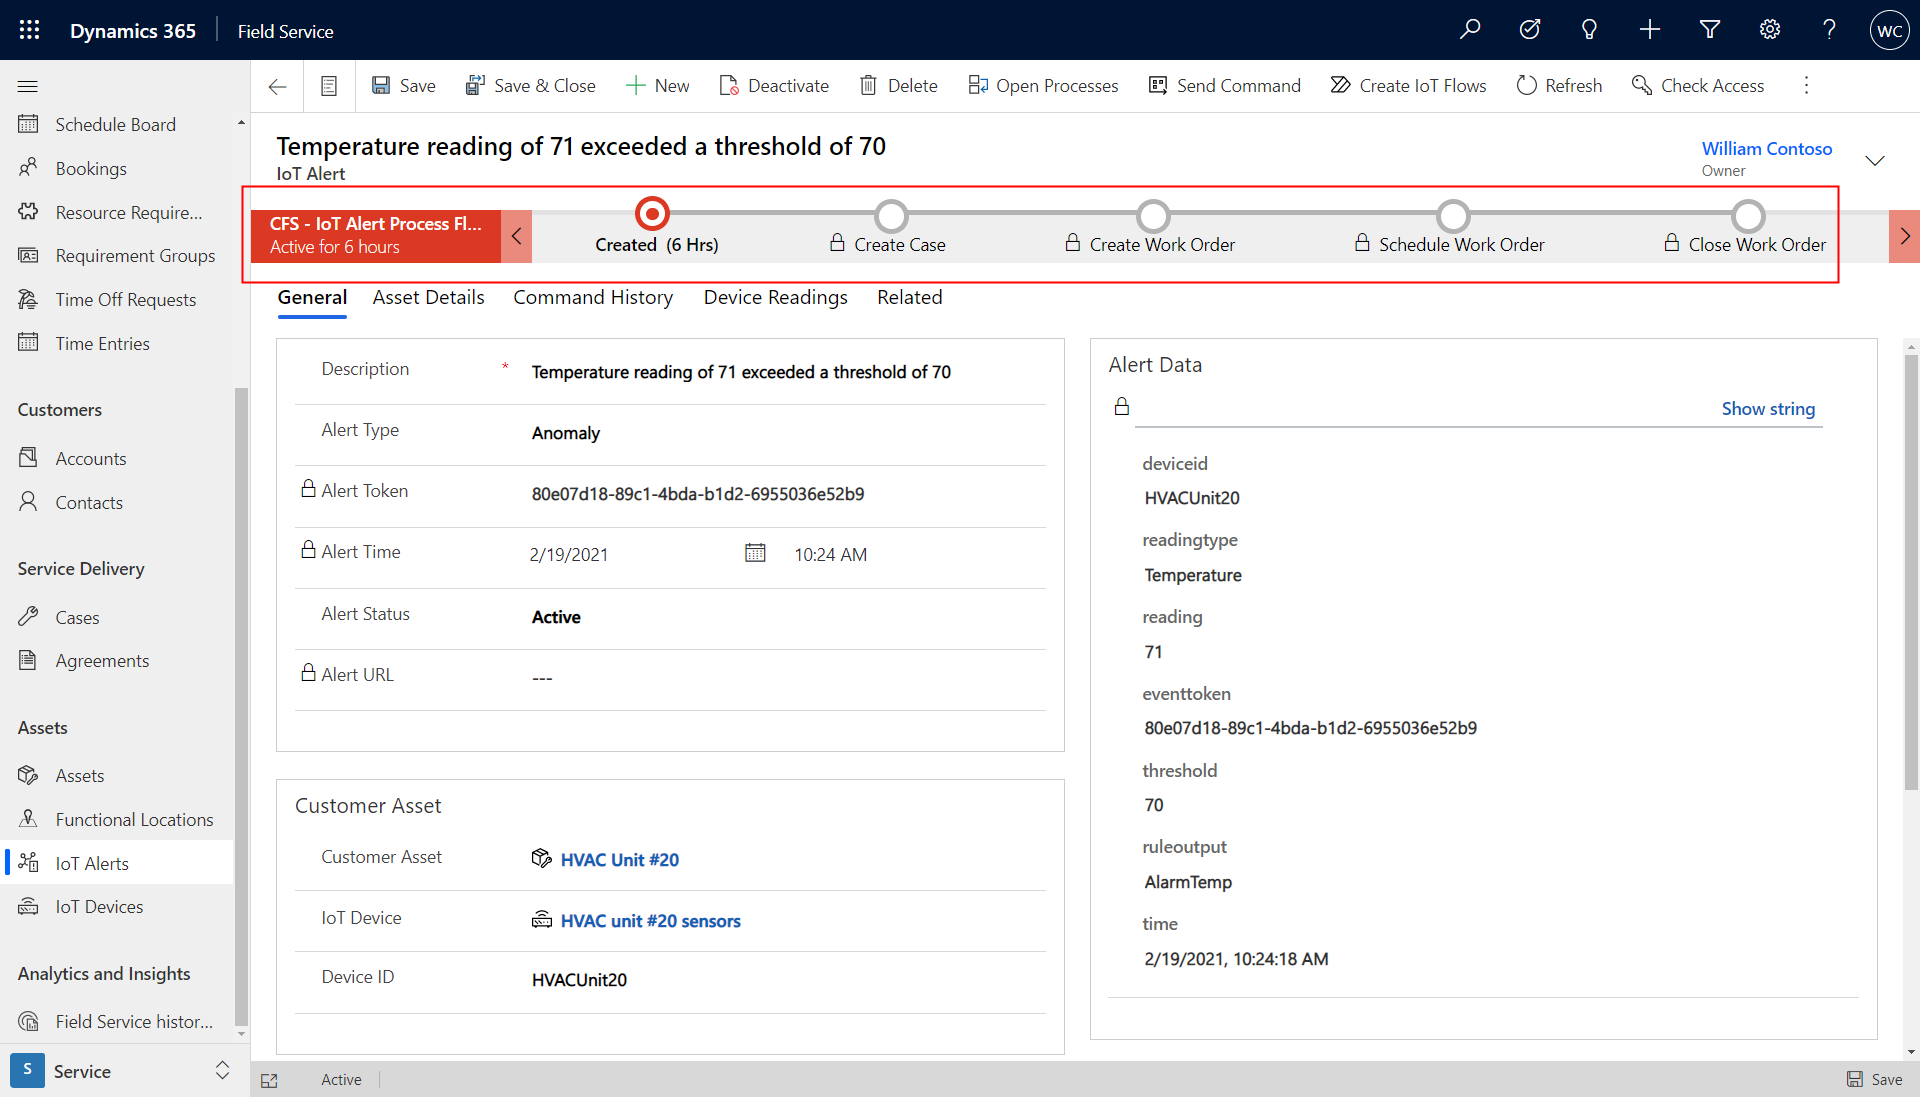 Dynamics 365
Field Service
WC
Save
Save & Close
New
Deactivate
Delete
Open Processes
Send Command
Create IoT Flows
Refresh
Check Access
Schedule Board
Bookings
Resource Require...
Requirement Groups
Time Off Requests
Time Entries
Customers
Accounts
Contacts
Service Delivery
Cases
Agreements
Assets
Assets
Functional Locations
IoT Alerts
IoT Devices
Analytics and Insights
Field Service histor...
S
Service
Temperature reading of 71 exceeded a threshold of 70
IoT Alert
William Contoso
Owner
CFS - IoT Alert Process Fl...
Active for 6 hours
Created (6 Hrs)
Create Case
Create Work Order
Schedule Work Order
Close Work Order
General
Asset Details
Command History
Device Readings
Related
Description *
Temperature reading of 71 exceeded a threshold of 70
Alert Type
Anomaly
Alert Token
80e07d18-89c1-4bda-b1d2-6955036e52b9
Alert Time
2/19/2021
10:24 AM
Alert Status
Active
Alert URL
---
Customer Asset
Customer Asset
HVAC Unit #20
IoT Device
HVAC unit #20 sensors
Device ID
HVACUnit20
Alert Data
Show string
deviceid
HVACUnit20
readingtype
Temperature
reading
71
eventtoken
80e07d18-89c1-4bda-b1d2-6955036e52b9
threshold
70
ruleoutput
AlarmTemp
time
2/19/2021, 10:24:18 AM
Active
Save